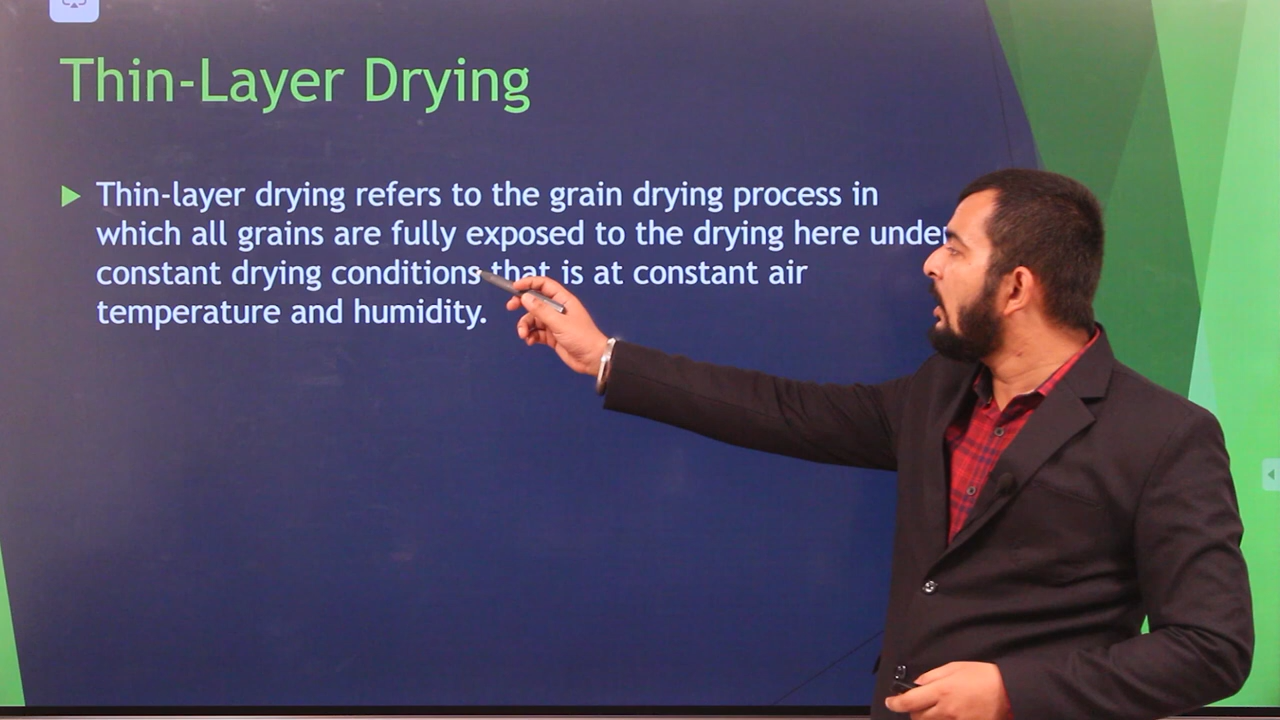 Thin-Layer Drying
Thin-layer drying refers to the grain drying process in
which all grains are fully exposed to the drying here under
constant drying conditions that is at constant air
temperature and humidity.